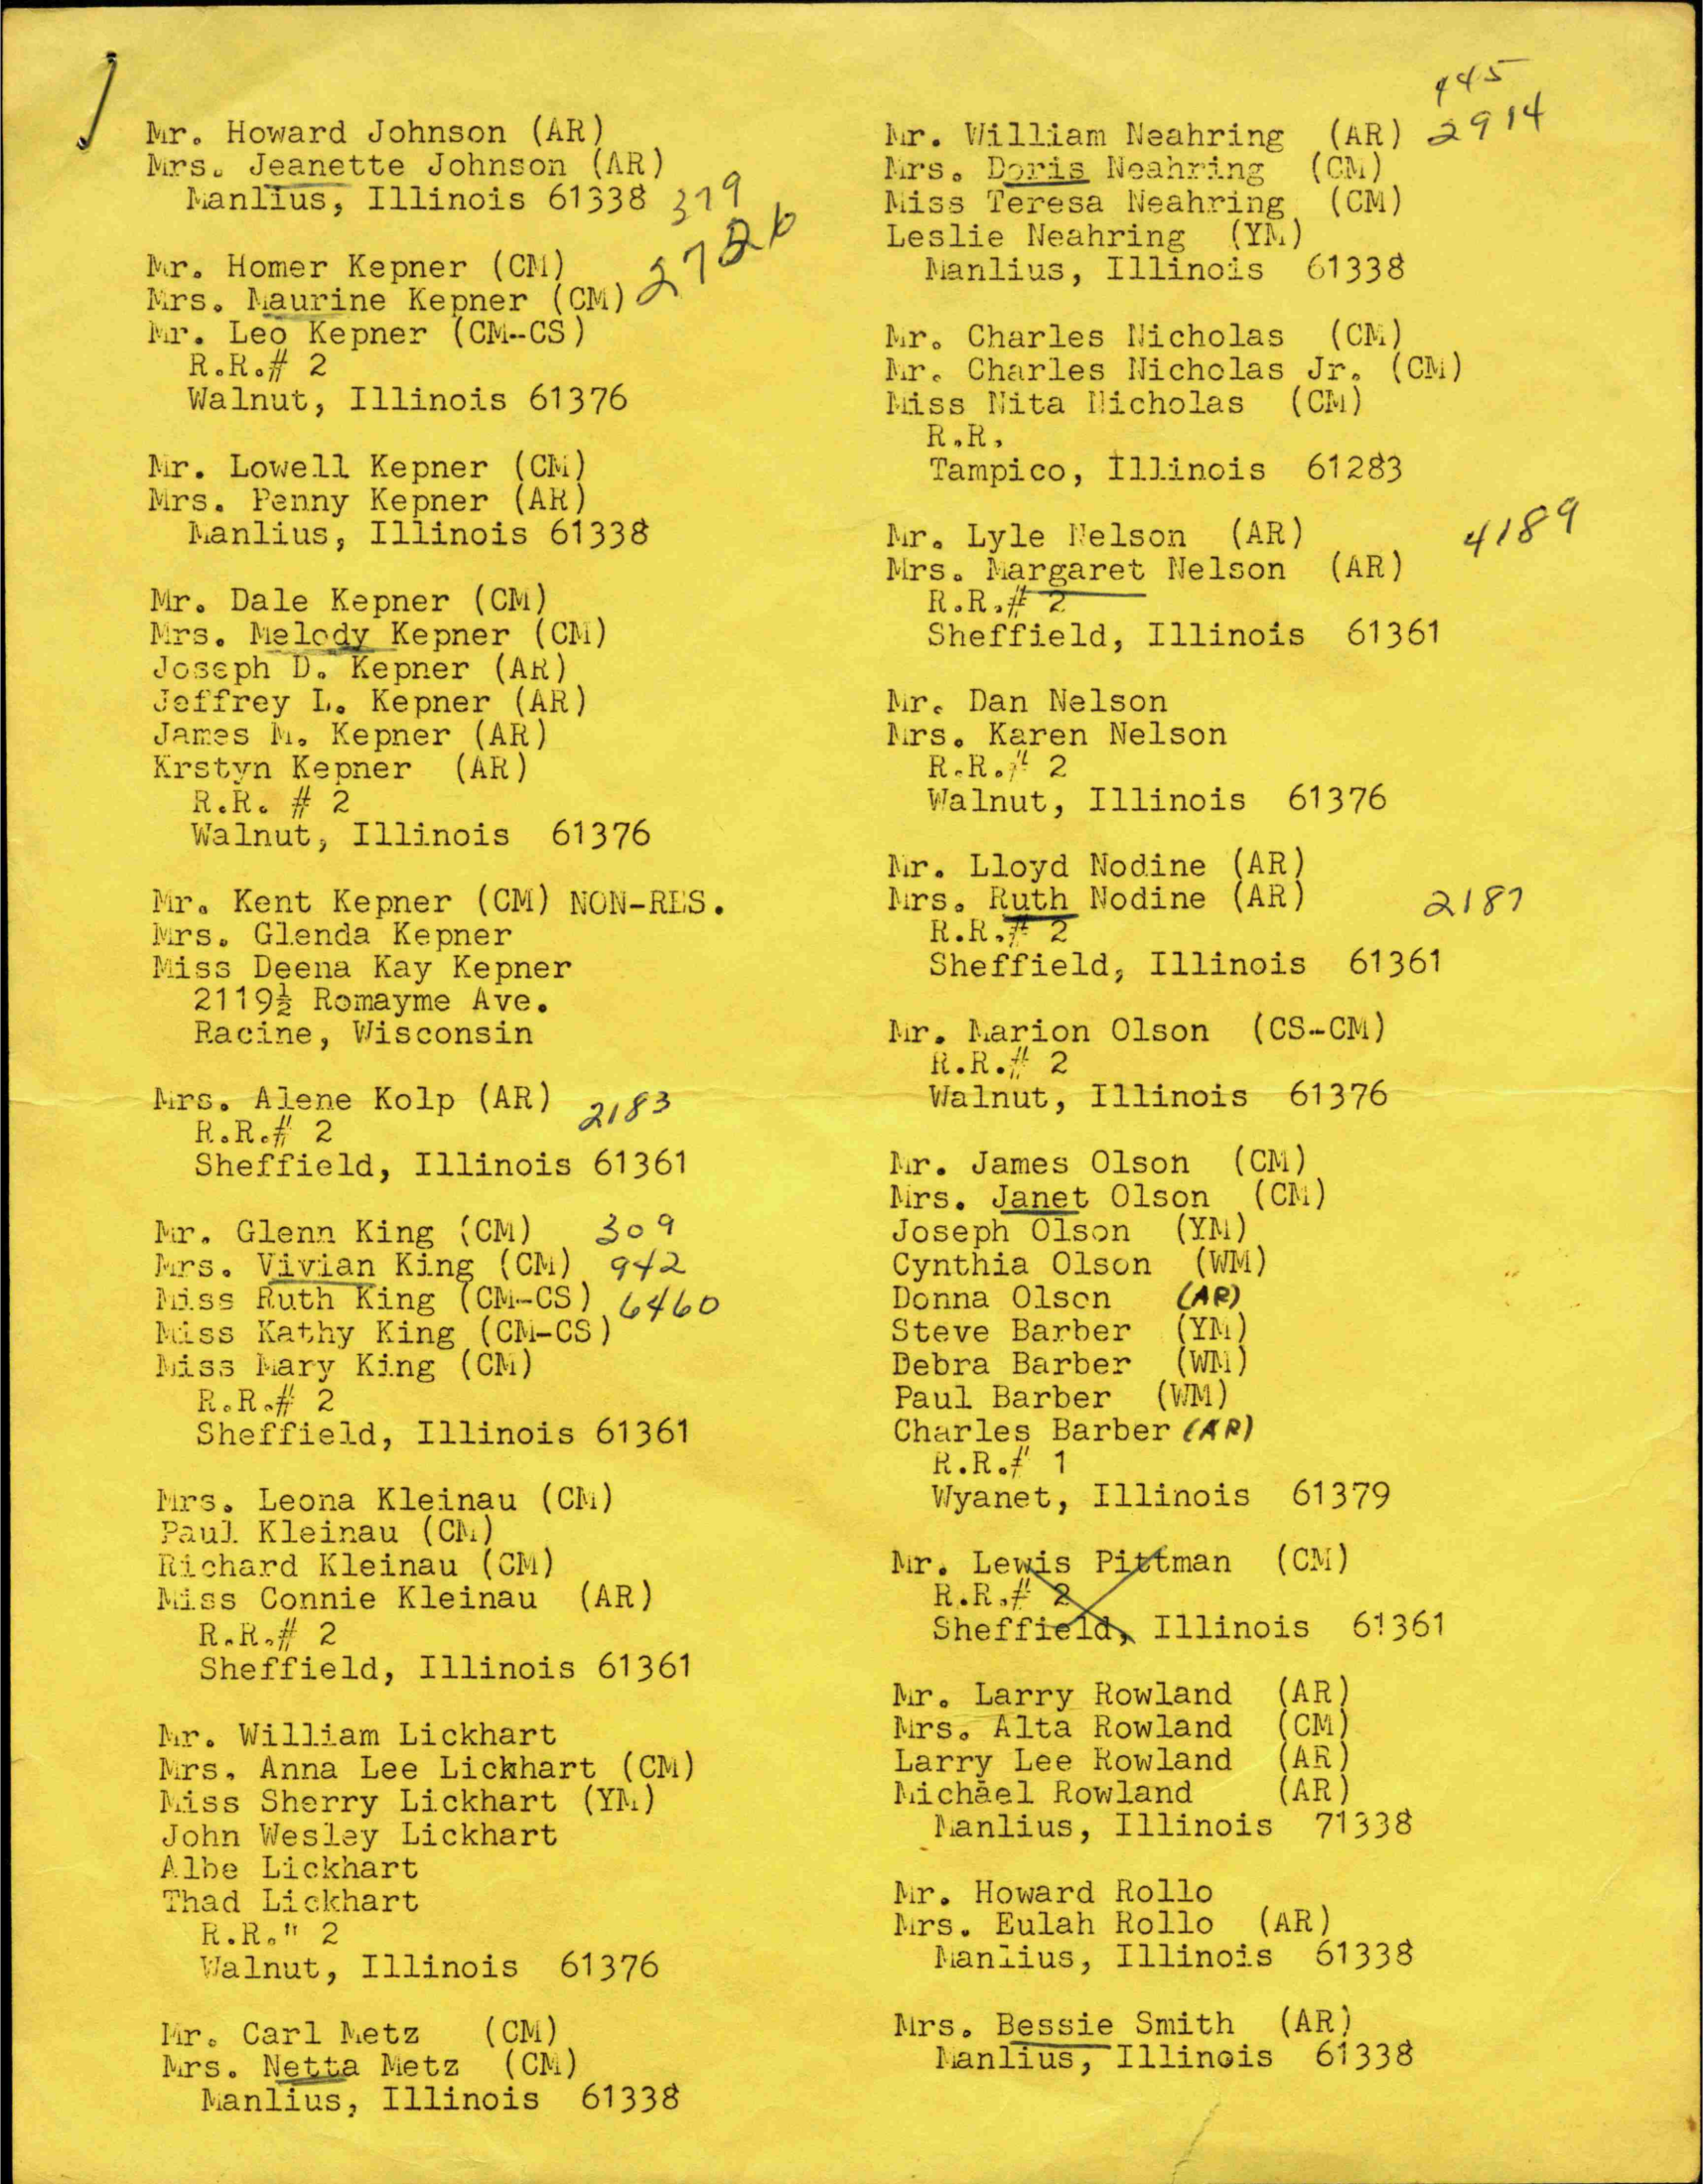 Mr. Howard Johnson (AR)
Mrs. Jeanette Johnson (AR)
Manlius, Illinois 61338 319
Mr. Homer Kepner (CM)
Mrs. Maurine Kepner (CM) 2726
Mr. Leo Kepner (CM-CS)
R.R.# 2
Walnut, Illinois 61376
Mr. Lowell Kepner (CM)
Mrs. Penny Kepner (AR)
Manlius, Illinois 61338
Mr. Dale Kepner (CM)
Mrs. Melody Kepner (CM)
Joseph D. Kepner (AR)
Jeffrey L. Kepner (AR)
James M. Kepner (AR)
Krstyn Kepner (AR)
R.R. # 2
Walnut, Illinois 61376
Mr. Kent Kepner (CM) NON-RES.
Mrs. Glenda Kepner
Miss Deena Kay Kepner
2119½ Romayme Ave.
Racine, Wisconsin
Mrs. Alene Kolp (AR) 2183
R.R.# 2
Sheffield, Illinois 61361
Mr. Glenn King (CM) 309
Mrs. Vivian King (CM) 942
Miss Ruth King (CM-CS) 6460
Miss Kathy King (CM-CS)
Miss Mary King (CM)
R.R.# 2
Sheffield, Illinois 61361
Mrs. Leona Kleinau (CM)
Paul Kleinau (CM)
Richard Kleinau (CM)
Miss Connie Kleinau (AR)
R.R.# 2
Sheffield, Illinois 61361
Mr. William Lickhart
Mrs. Anna Lee Lickhart (CM)
Miss Sherry Lickhart (YM)
John Wesley Lickhart
Albe Lickhart
Thad Lickhart
R.R." 2
Walnut, Illinois 61376
Mr. Carl Metz (CM)
Mrs. Netta Metz (CM)
Manlius, Illinois 61338
445
Mr. William Neahring (AR) 2914
Mrs. Doris Neahring (CM)
Miss Teresa Neahring (CM)
Leslie Neahring (YM)
Manlius, Illinois 61338
Mr. Charles Nicholas (CM)
Mr. Charles Nicholas Jr. (CM)
Miss Nita Nicholas (CM)
R.R.
Tampico, Illinois 61283
Mr. Lyle Nelson (AR) 4189
Mrs. Margaret Nelson (AR)
R.R.# 2
Sheffield, Illinois 61361
Mr. Dan Nelson
Mrs. Karen Nelson
R.R.# 2
Walnut, Illinois 61376
Mr. Lloyd Nodine (AR)
Mrs. Ruth Nodine (AR) 2187
R.R.# 2
Sheffield, Illinois 61361
Mr. Marion Olson (CS-CM)
R.R.# 2
Walnut, Illinois 61376
Mr. James Olson (CM)
Mrs. Janet Olson (CM)
Joseph Olson (YM)
Cynthia Olson (WM)
Donna Olson (AR)
Steve Barber (YM)
Debra Barber (WM)
Paul Barber (WM)
Charles Barber (AR)
R.R.# 1
Wyanet, Illinois 61379
Mr. Lewis Pittman (CM)
R.R.# 2
Sheffield, Illinois 61361
Mr. Larry Rowland (AR)
Mrs. Alta Rowland (CM)
Larry Lee Rowland (AR)
Michael Rowland (AR)
Manlius, Illinois 71338
Mr. Howard Rollo
Mrs. Eulah Rollo (AR)
Manlius, Illinois 61338
Mrs. Bessie Smith (AR)
Manlius, Illinois 61338